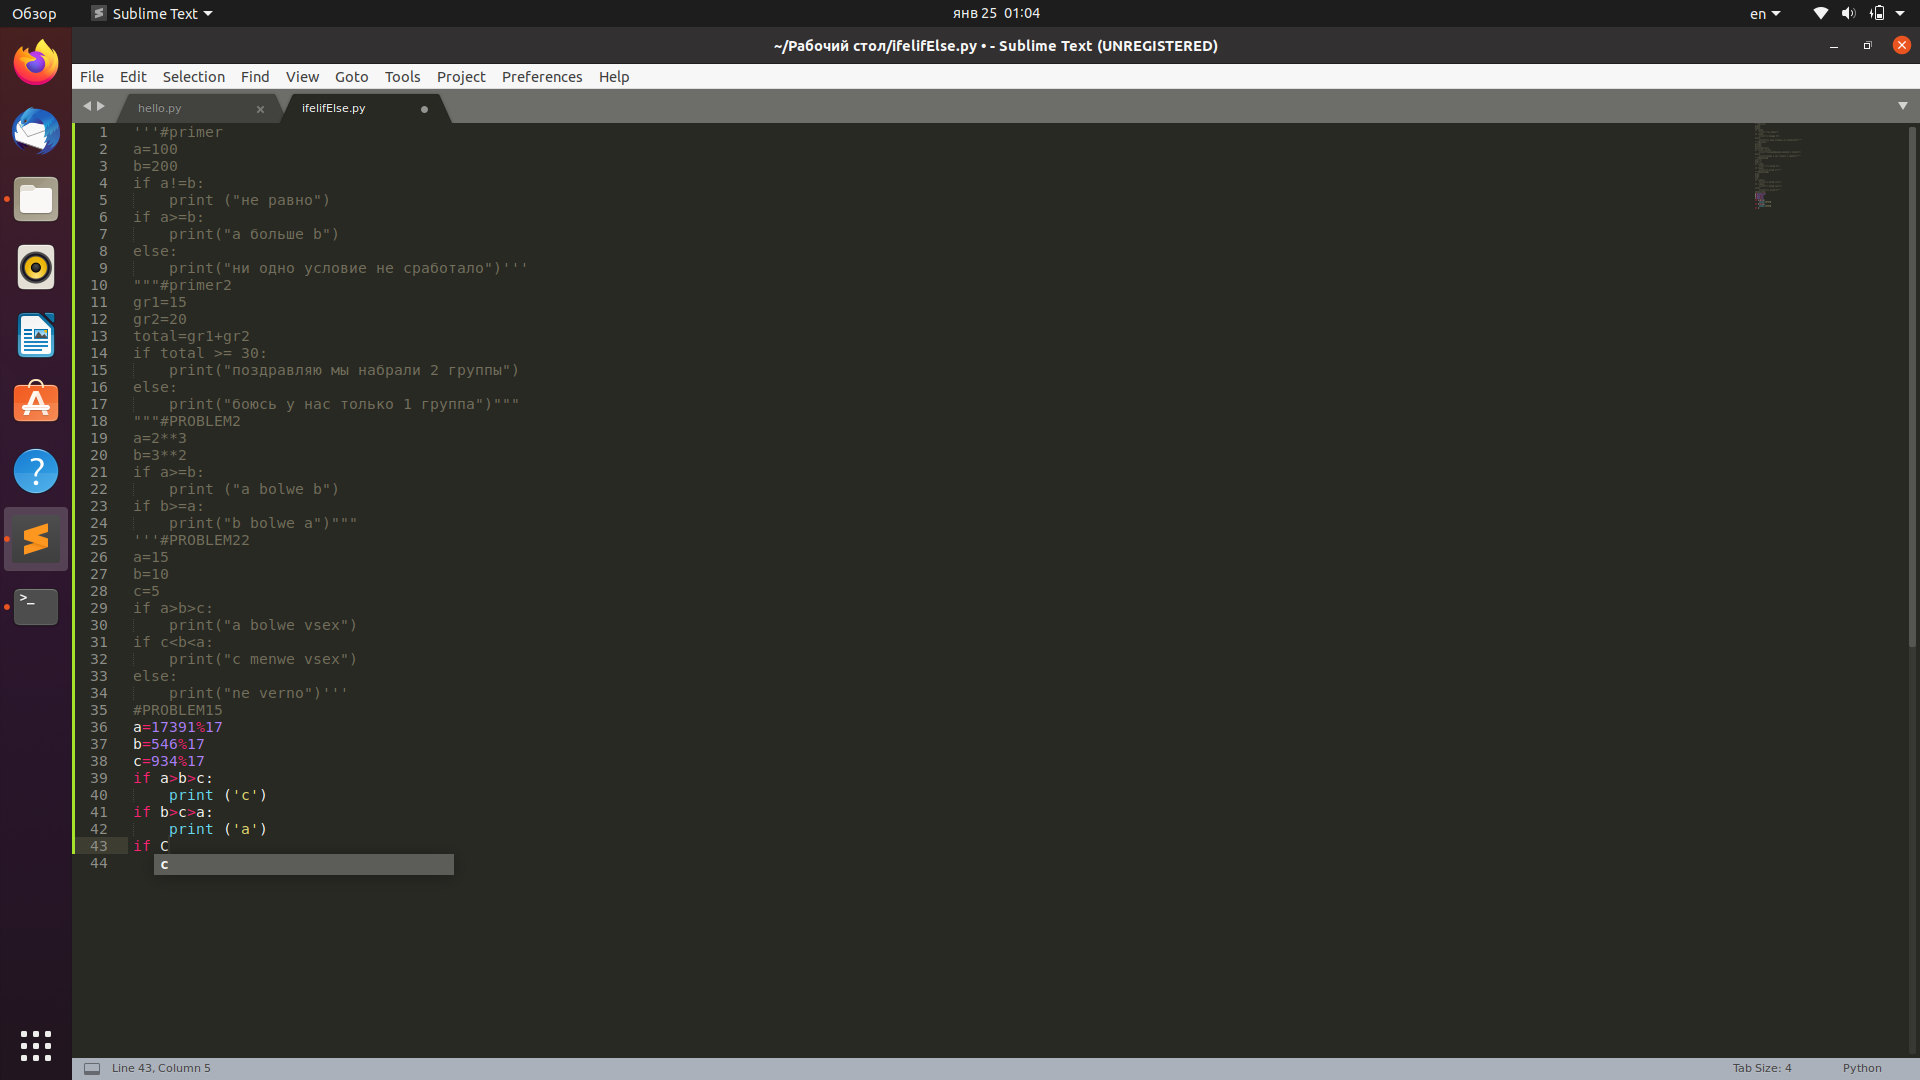 Обзор
Sublime Text
янв 25 01:04
en
~/Рабочий стол/ifelifElse.py • - Sublime Text (UNREGISTERED)
File Edit Selection Find View Goto Tools Project Preferences Help
hello.py
ifelifElse.py
1 '''#primer
2 a=100
3 b=200
4 if a!=b:
5     print ("не равно")
6 if a>=b:
7     print("a больше b")
8 else:
9     print("ни одно условие не сработало")'''
10 """#primer2
11 gr1=15
12 gr2=20
13 total=gr1+gr2
14 if total >= 30:
15     print("поздравляю мы набрали 2 группы")
16 else:
17     print("боюсь у нас только 1 группа")"""
18 """#PROBLEM2
19 a=2**3
20 b=3**2
21 if a>=b:
22     print ("a bolwe b")
23 if b>=a:
24     print("b bolwe a")"""
25 '''#PROBLEM22
26 a=15
27 b=10
28 c=5
29 if a>b>c:
30     print("a bolwe vsex")
31 if c<b<a:
32     print("c menwe vsex")
33 else:
34     print("ne verno")'''
35 #PROBLEM15
36 a=17391%17
37 b=546%17
38 c=934%17
39 if a>b>c:
40     print ('c')
41 if b>c>a:
42     print ('a')
43 if C
c
44
Line 43, Column 5
Tab Size: 4
Python